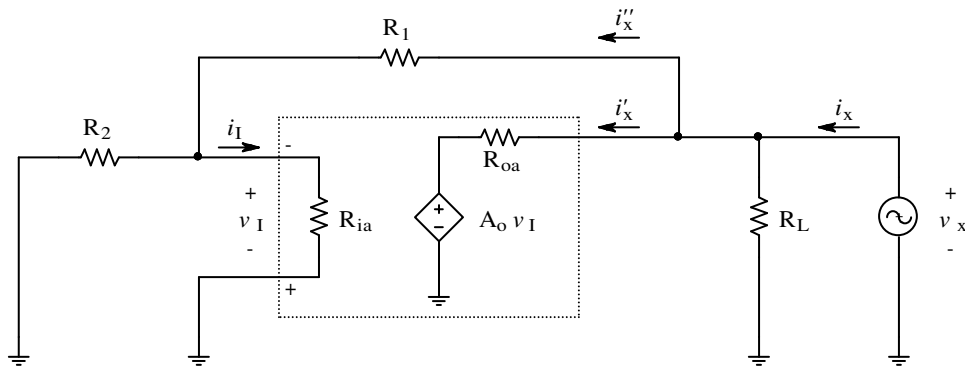 i″x
R1
i′x
ix
R2
iI
-
Roa
+
vI
-
Ria
+
-
Ao vI
RL
+
vx
-
+